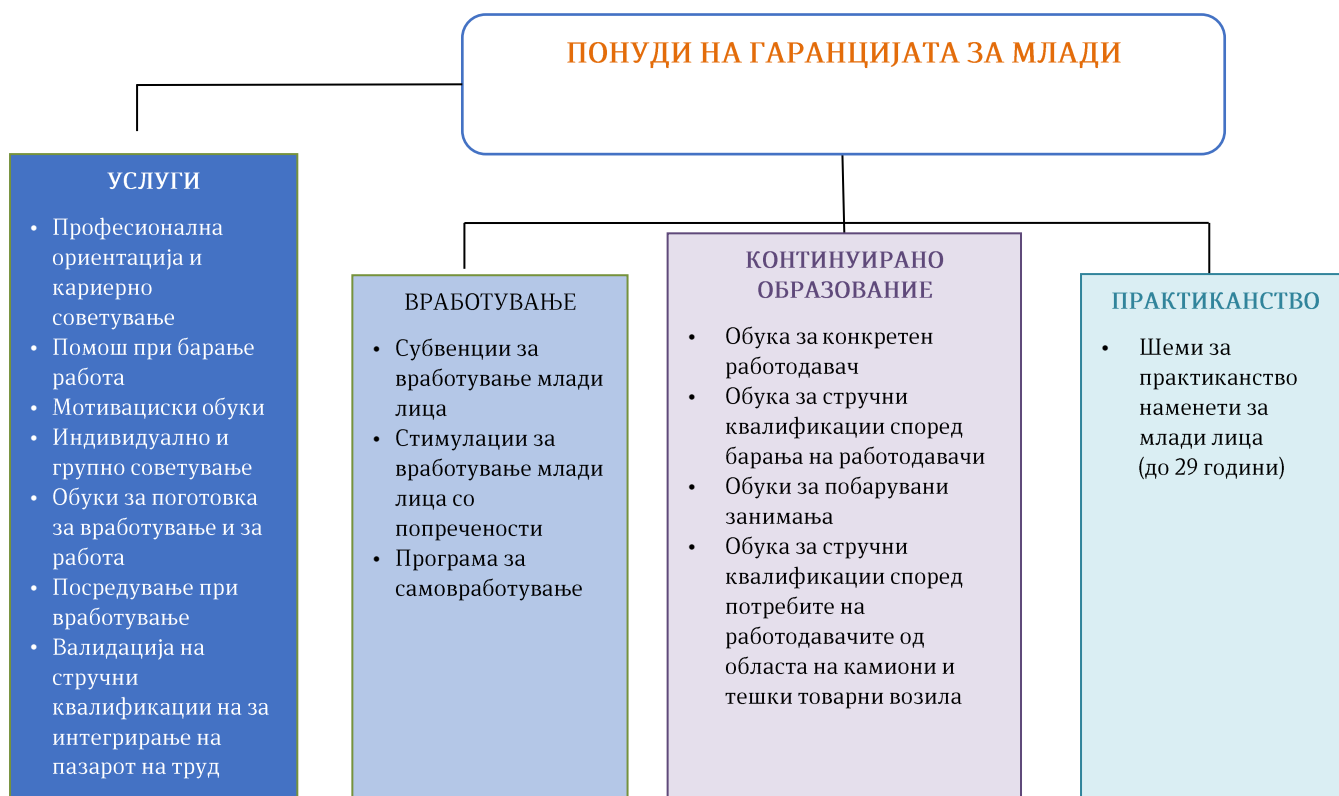 ПОНУДИ НА ГАРАНЦИЈАТА ЗА МЛАДИ
УСЛУГИ
• Професионална
ориентација и
кариерно
советување
• Помош при барање
работа
• Мотивациски обуки
• Индивидуално и
групно советување
• Обуки за поготовка
за вработување и за
работа
• Посредување при
вработување
• Валидација на
стручни
квалификации на за
интегрирање на
пазарот на труд
ВРАБОТУВАЊЕ
• Субвенции за
вработување млади
лица
• Стимулации за
вработување млади
лица со
попречености
• Програма за
самовработување
КОНТИНУИРАНО
ОБРАЗОВАНИЕ
• Обука за конкретен
работодавач
• Обука за стручни
квалификации според
барања на работодавачи
• Обуки за побарувани
занимања
• Обука за стручни
квалификации според
потребите на
работодавачите од
областа на камиони и
тешки товарни возила
ПРАКТИКАНСТВО
• Шеми за
практиканство
наменети за
млади лица
(до 29 години)